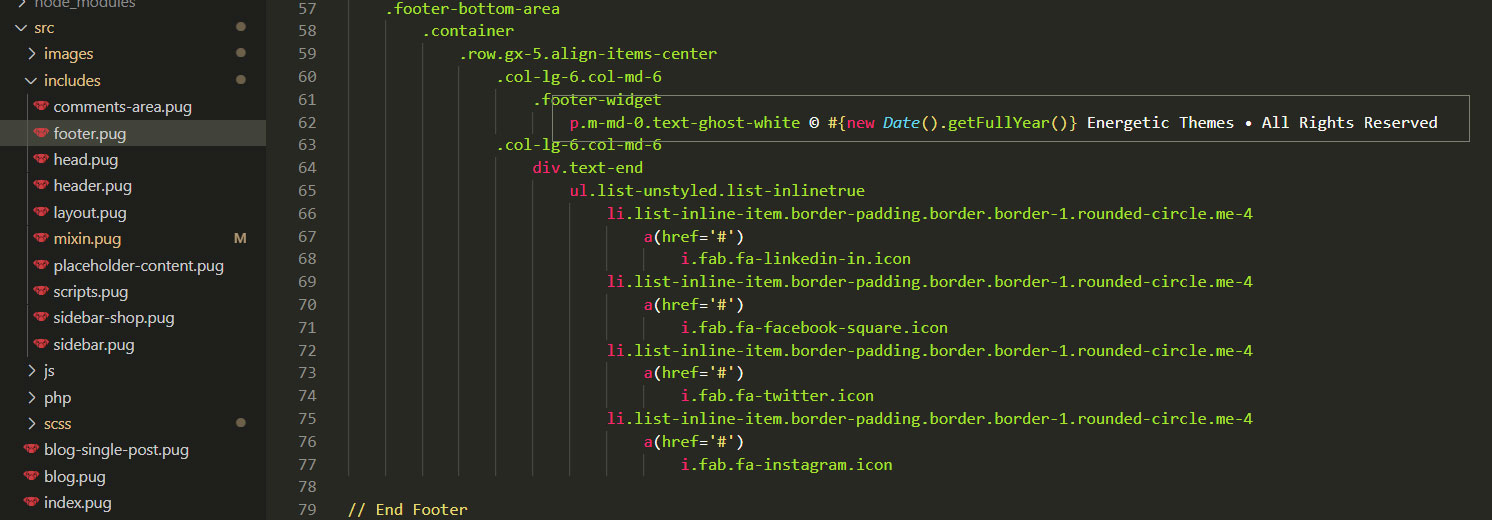 node_modules
src
images
includes
comments-area.pug
footer.pug
head.pug
header.pug
layout.pug
mixin.pug M
placeholder-content.pug
scripts.pug
sidebar-shop.pug
sidebar.pug
js
php
scss
blog-single-post.pug
blog.pug
index.pug
57 .footer-bottom-area
58 .container
59 .row.gx-5.align-items-center
60 .col-lg-6.col-md-6
61 .footer-widget
62 p.m-md-0.text-ghost-white © #{new Date().getFullYear()} Energetic Themes • All Rights Reserved
63 .col-lg-6.col-md-6
64 div.text-end
65 ul.list-unstyled.list-inlinetrue
66 li.list-inline-item.border-padding.border.border-1.rounded-circle.me-4
67 a(href='#')
68 i.fab.fa-linkedin-in.icon
69 li.list-inline-item.border-padding.border.border-1.rounded-circle.me-4
70 a(href='#')
71 i.fab.fa-facebook-square.icon
72 li.list-inline-item.border-padding.border.border-1.rounded-circle.me-4
73 a(href='#')
74 i.fab.fa-twitter.icon
75 li.list-inline-item.border-padding.border.border-1.rounded-circle.me-4
76 a(href='#')
77 i.fab.fa-instagram.icon
78
79 // End Footer